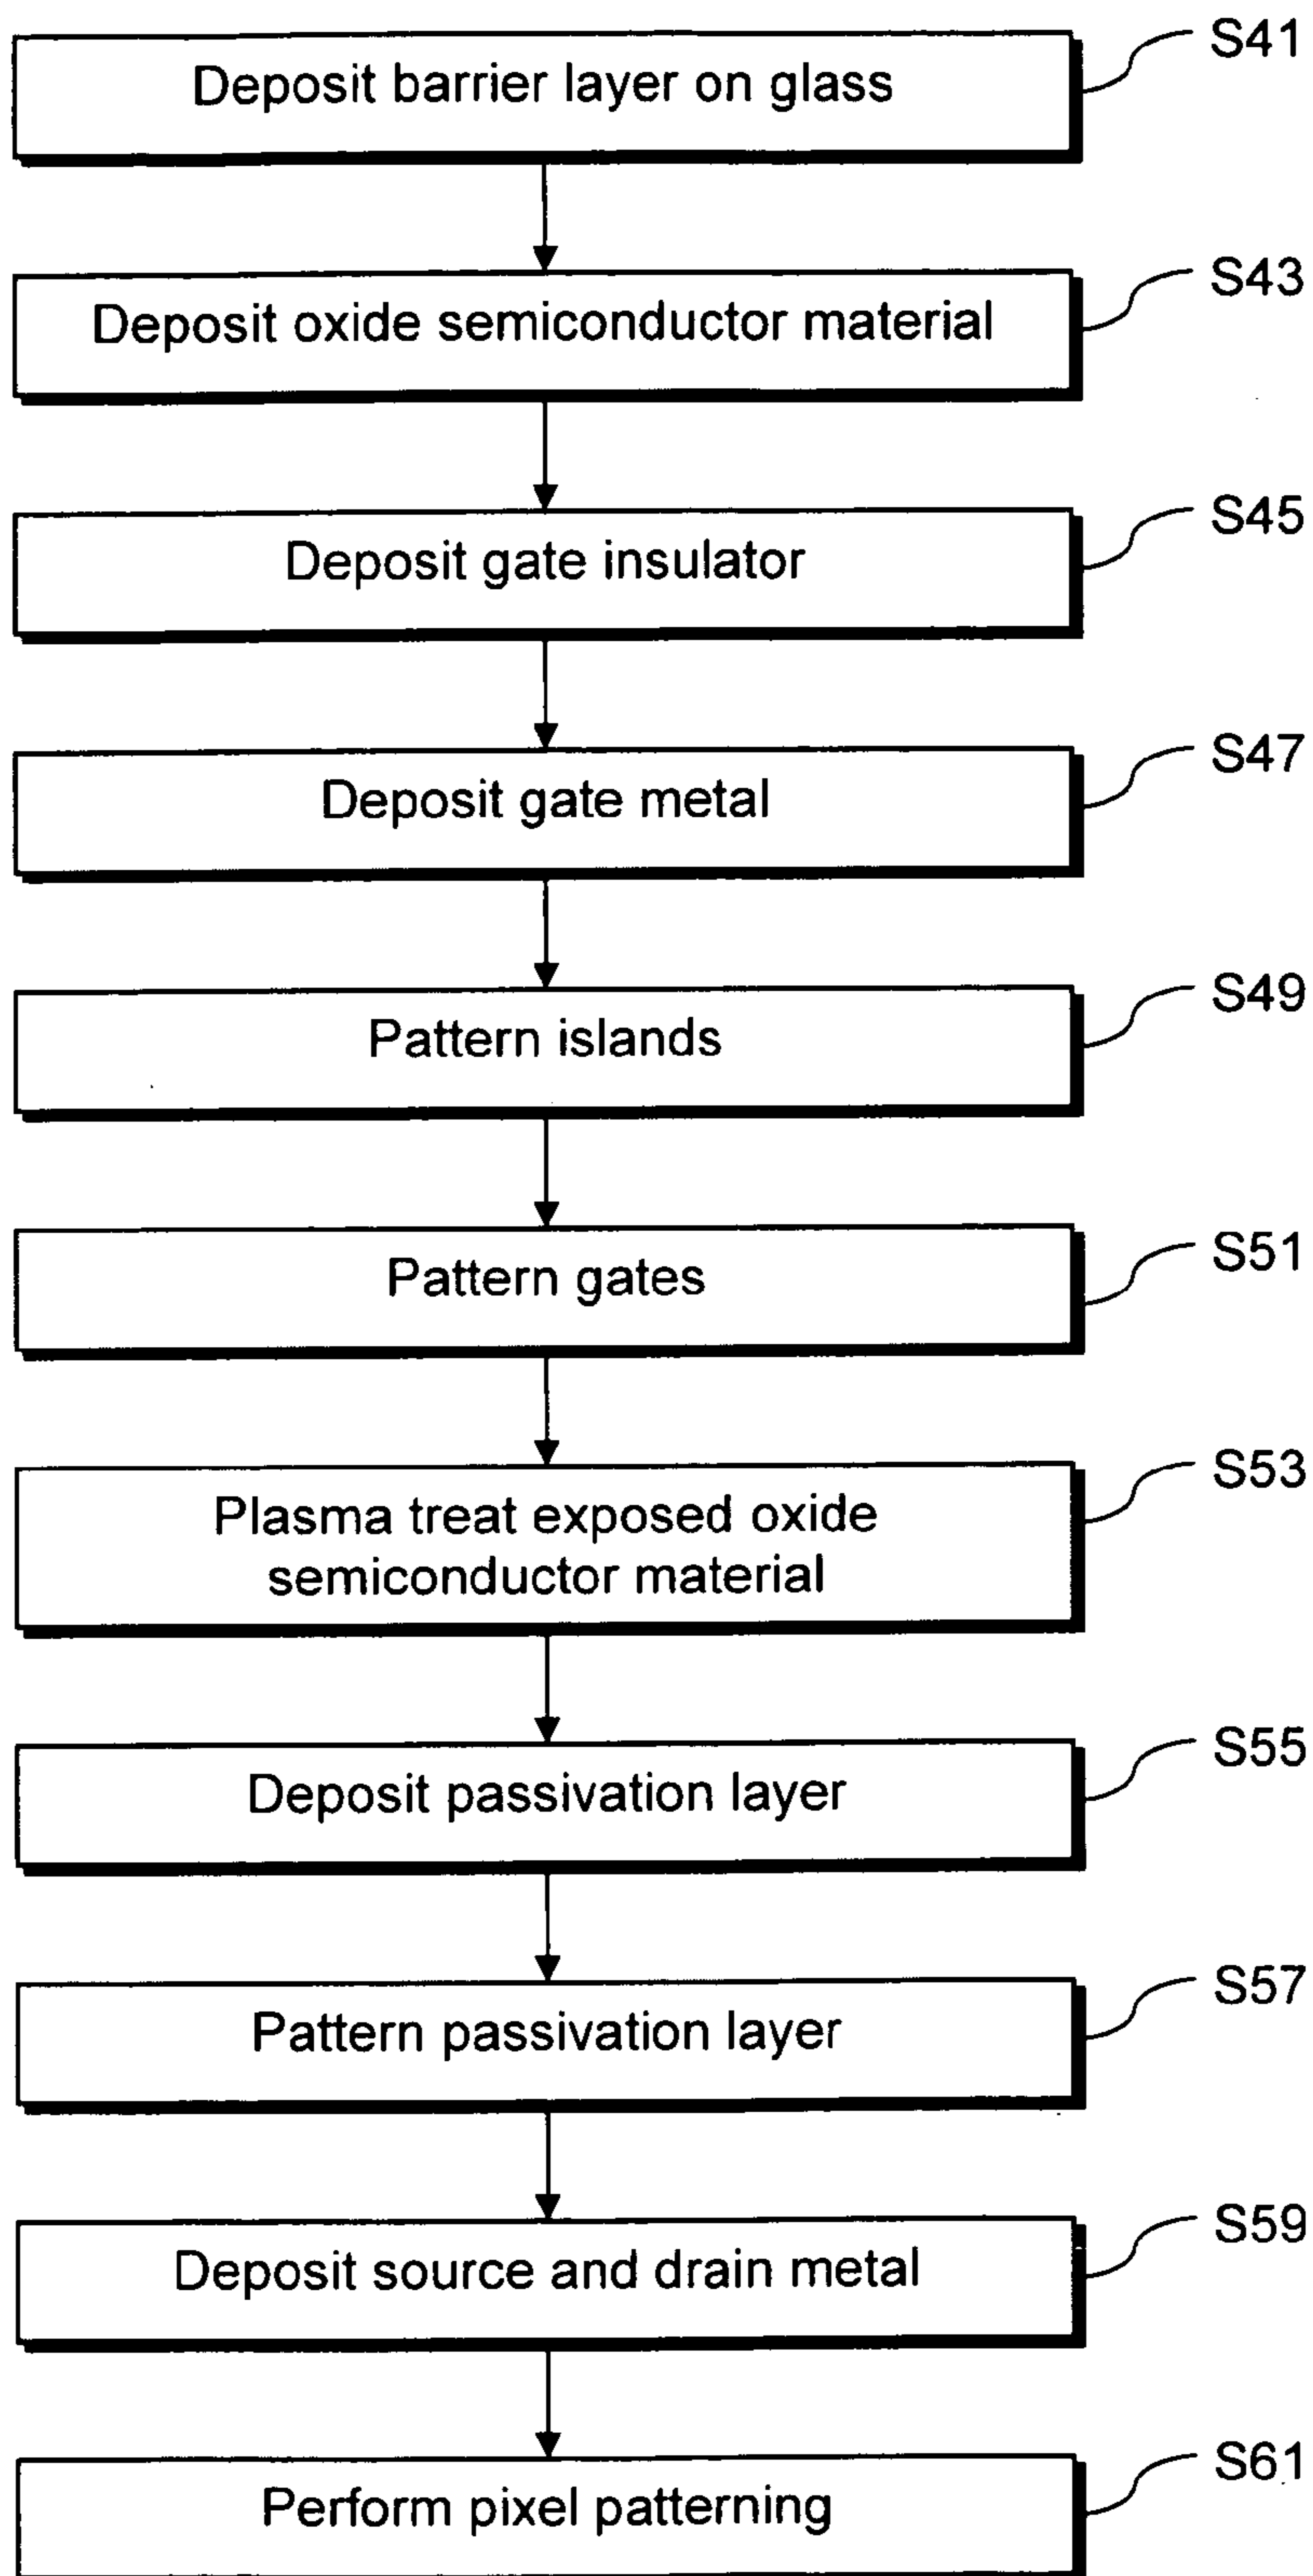 S41
Deposit barrier layer on glass
S43
Deposit oxide semiconductor material
S45
Deposit gate insulator
S47
Deposit gate metal
S49
Pattern islands
S51
Pattern gates
S53
Plasma treat exposed oxide
semiconductor material
S55
Deposit passivation layer
S57
Pattern passivation layer
S59
Deposit source and drain metal
S61
Perform pixel patterning